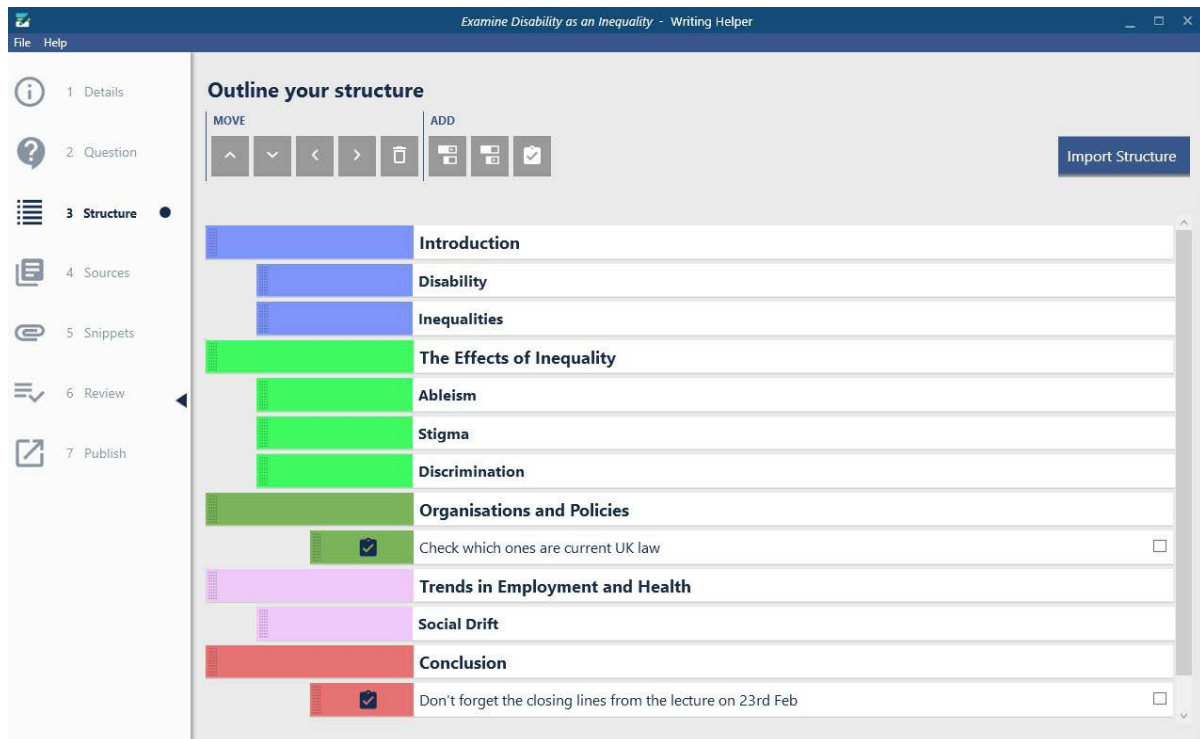 Examine Disability as an Inequality - Writing Helper
File Help
1 Details
2 Question
3 Structure
4 Sources
5 Snippets
6 Review
7 Publish
Outline your structure
MOVE
ADD
Import Structure
Introduction
Disability
Inequalities
The Effects of Inequality
Ableism
Stigma
Discrimination
Organisations and Policies
Check which ones are current UK law
Trends in Employment and Health
Social Drift
Conclusion
Don't forget the closing lines from the lecture on 23rd Feb